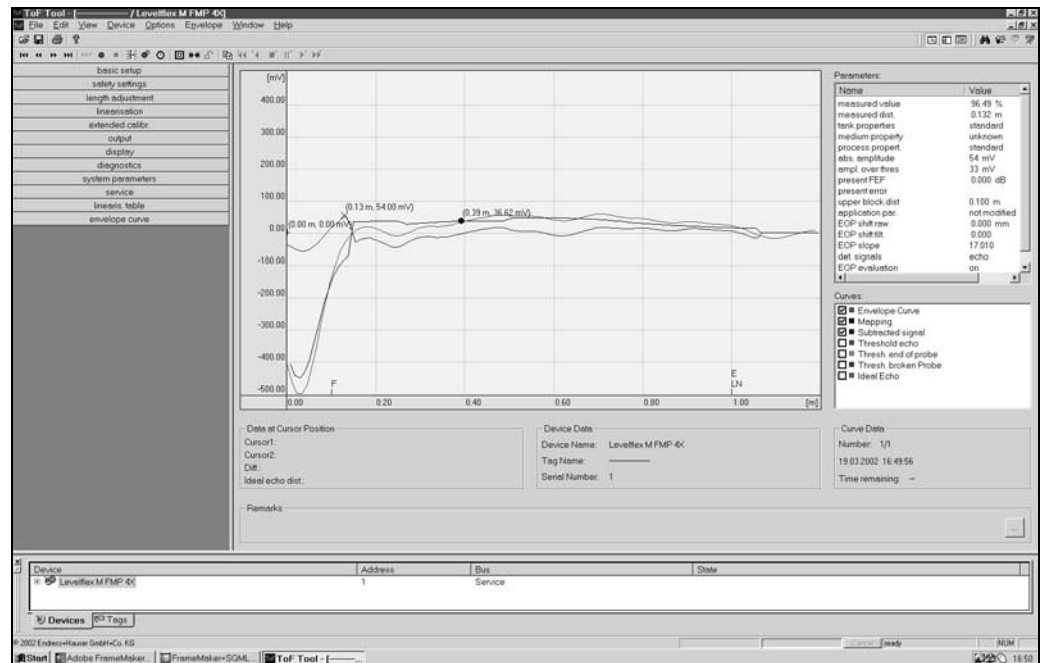 ToF Tool - [———— / Levelflex M FMP 4X]
File Edit View Device Options Envelope Window Help
basic setup
safety settings
length adjustment
linearisation
extended calibr.
output
display
diagnostics
system parameters
service
linearis. table
envelope curve
[mV]
400.00
300.00
200.00
100.00
0.00
-100.00
-200.00
-300.00
-400.00
-500.00
(0.00 m, 0.00 mV)
(0.13 m, 54.00 mV)
(0.39 m, 36.62 mV)
F
E
LN
0.00 0.20 0.40 0.60 0.80 1.00 [m]
Parameters:
Name Value
measured value 96.49 %
measured dist. 0.132 m
tank properties standard
medium property unknown
process propert. standard
abs. amplitude 54 mV
ampl. over thres 33 mV
present FEF 0.000 dB
present error
upper block.dist 0.100 m
application par. not modified
EOP shift raw 0.000 mm
EOP shift filt. 0.000
EOP slope 17.010
det. signals echo
EOP evaluation on
Curves:
Envelope Curve
Mapping
Subtracted signal
Threshold echo
Thresh. end of probe
Thresh. broken Probe
Ideal Echo
Data at Cursor Position
Cursor1:
Cursor2:
Diff.:
Ideal echo dist.:
Device Data
Device Name: Levelflex M FMP 4X
Tag Name: ————
Serial Number: 1
Curve Data
Number: 1/1
19.03.2002 16:49:56
Time remaining: --
Remarks
...
Device Address Bus State
Levelflex M FMP 4X 1 Service
Devices Tags
© 2002 Endress+Hauser GmbH+Co. KG
Cancel ready NUM
Start Adobe FrameMaker... FrameMaker+SGML... ToF Tool - [——... 16:50